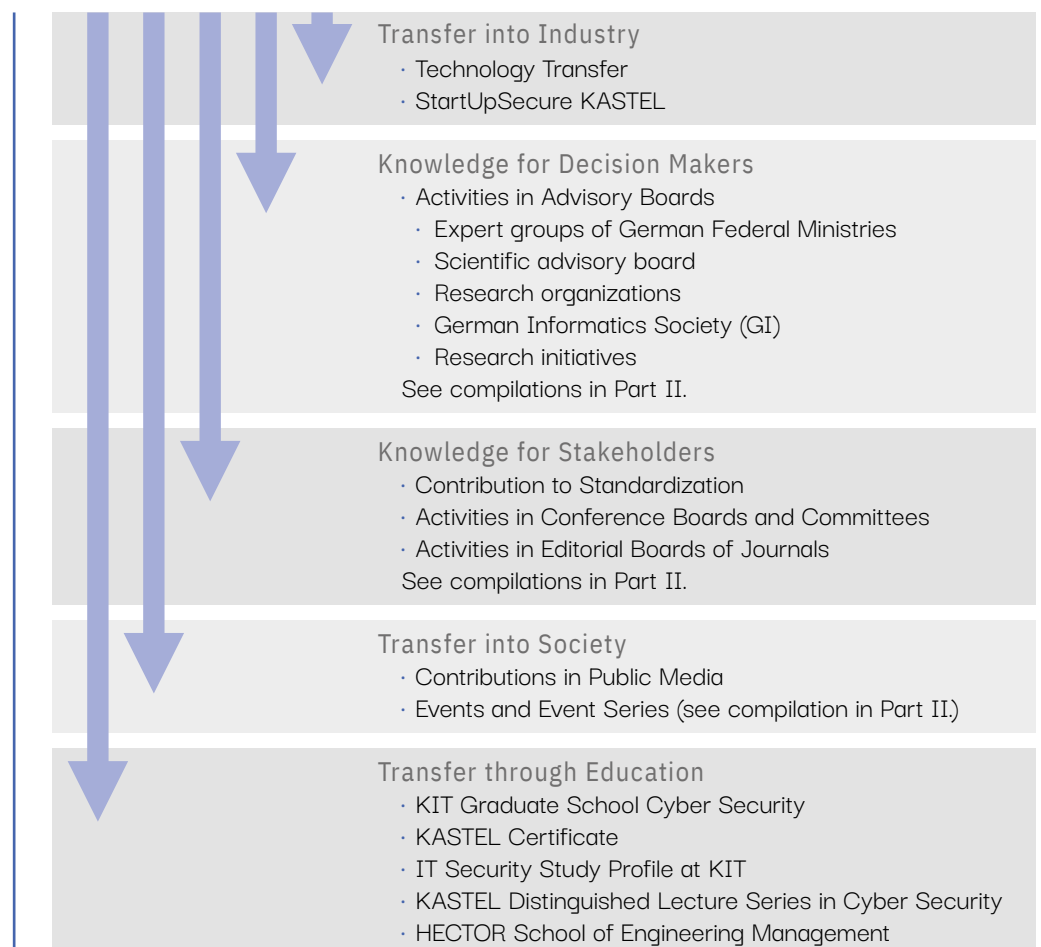 Transfer into Industry
· Technology Transfer
· StartUpSecure KASTEL
Knowledge for Decision Makers
· Activities in Advisory Boards
· Expert groups of German Federal Ministries
· Scientific advisory board
· Research organizations
· German Informatics Society (GI)
· Research initiatives
See compilations in Part II.
Knowledge for Stakeholders
· Contribution to Standardization
· Activities in Conference Boards and Committees
· Activities in Editorial Boards of Journals
See compilations in Part II.
Transfer into Society
· Contributions in Public Media
· Events and Event Series (see compilation in Part II.)
Transfer through Education
· KIT Graduate School Cyber Security
· KASTEL Certificate
· IT Security Study Profile at KIT
· KASTEL Distinguished Lecture Series in Cyber Security
· HECTOR School of Engineering Management